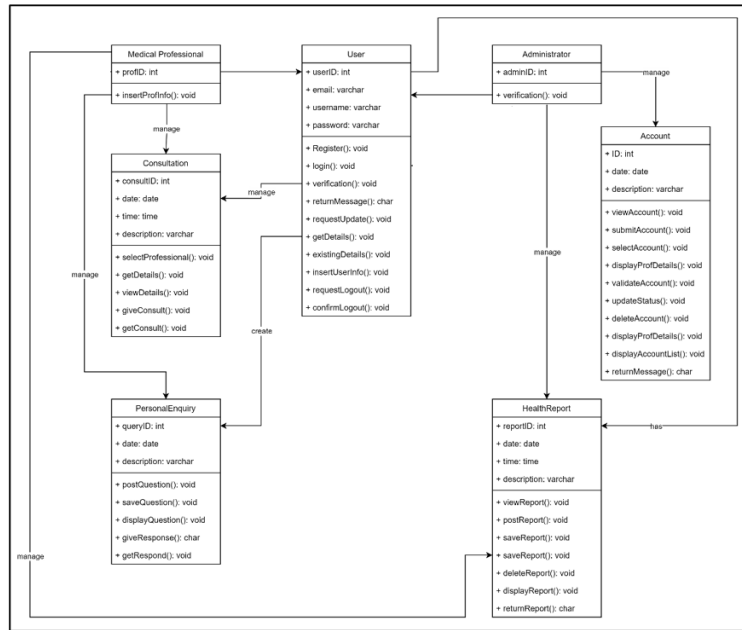 Medical Professional
+ profID: int
+ insertProfInfo(): void
User
+ userID: int
+ email: varchar
+ username: varchar
+ password: varchar
+ Register(): void
+ login(): void
+ verification(): void
+ returnMessage(): char
+ requestUpdate(): void
+ getDetails(): void
+ existingDetails(): void
+ insertUserInfo(): void
+ requestLogout(): void
+ confirmLogout(): void
Administrator
+ adminID: int
+ verification(): void
manage
Account
+ ID: int
+ date: date
+ description: varchar
+ viewAccount(): void
+ submitAccount(): void
+ selectAccount(): void
+ displayProfDetails(): void
+ validateAccount(): void
+ updateStatus(): void
+ deleteAccount(): void
+ displayProfDetails(): void
+ displayAccountList(): void
+ returnMessage(): char
manage
Consultation
+ consultID: int
+ date: date
+ time: time
+ description: varchar
+ selectProfessional(): void
+ getDetails(): void
+ viewDetails(): void
+ giveConsult(): void
+ getConsult(): void
manage
manage
manage
create
PersonalEnquiry
+ queryID: int
+ date: date
+ description: varchar
+ postQuestion(): void
+ saveQuestion(): void
+ displayQuestion(): void
+ giveResponse(): char
+ getRespond(): void
HealthReport
+ reportID: int
+ date: date
+ time: time
+ description: varchar
+ viewReport(): void
+ postReport(): void
+ saveReport(): void
+ saveReport(): void
+ deleteReport(): void
+ displayReport(): void
+ returnReport(): char
has
manage